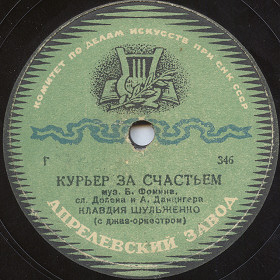 КОМИТЕТ ПО ДЕЛАМ ИСКУССТВ ПРИ СНК СССР
Г 346
КУРЬЕР ЗА СЧАСТЬЕМ
муз. Б. Фомина,
сл. Долева и А. Данцигера
КЛАВДИЯ ШУЛЬЖЕНКО
(с джаз-оркестром)
АПРЕЛЕВСКИЙ ЗАВОД